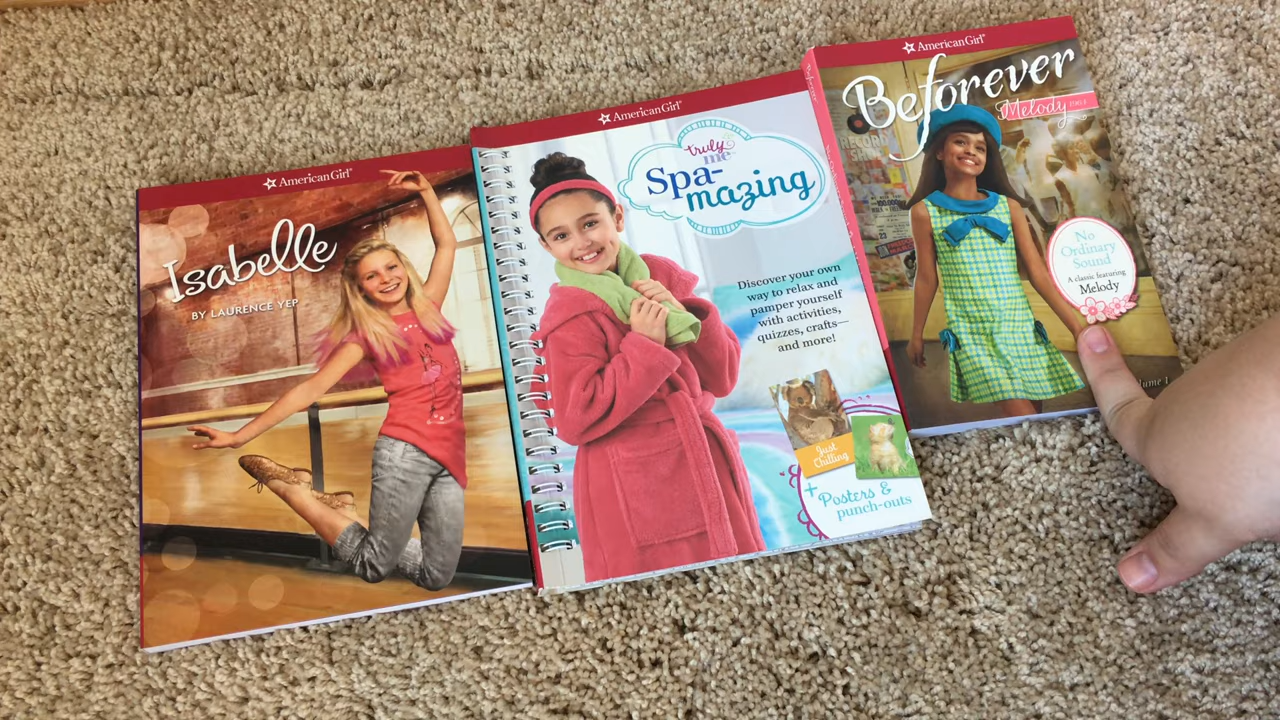 American Girl®
Isabelle
BY LAURENCE YEP
American Girl®
truly
me
Spa-
mazing
Discover your own
way to relax and
pamper yourself
with activities,
quizzes, crafts—
and more!
Just
Chilling
+ Posters &
punch-outs
American Girl®
Beforever
Melody
No
Ordinary
Sound
A classic featuring
Melody
Volume 1